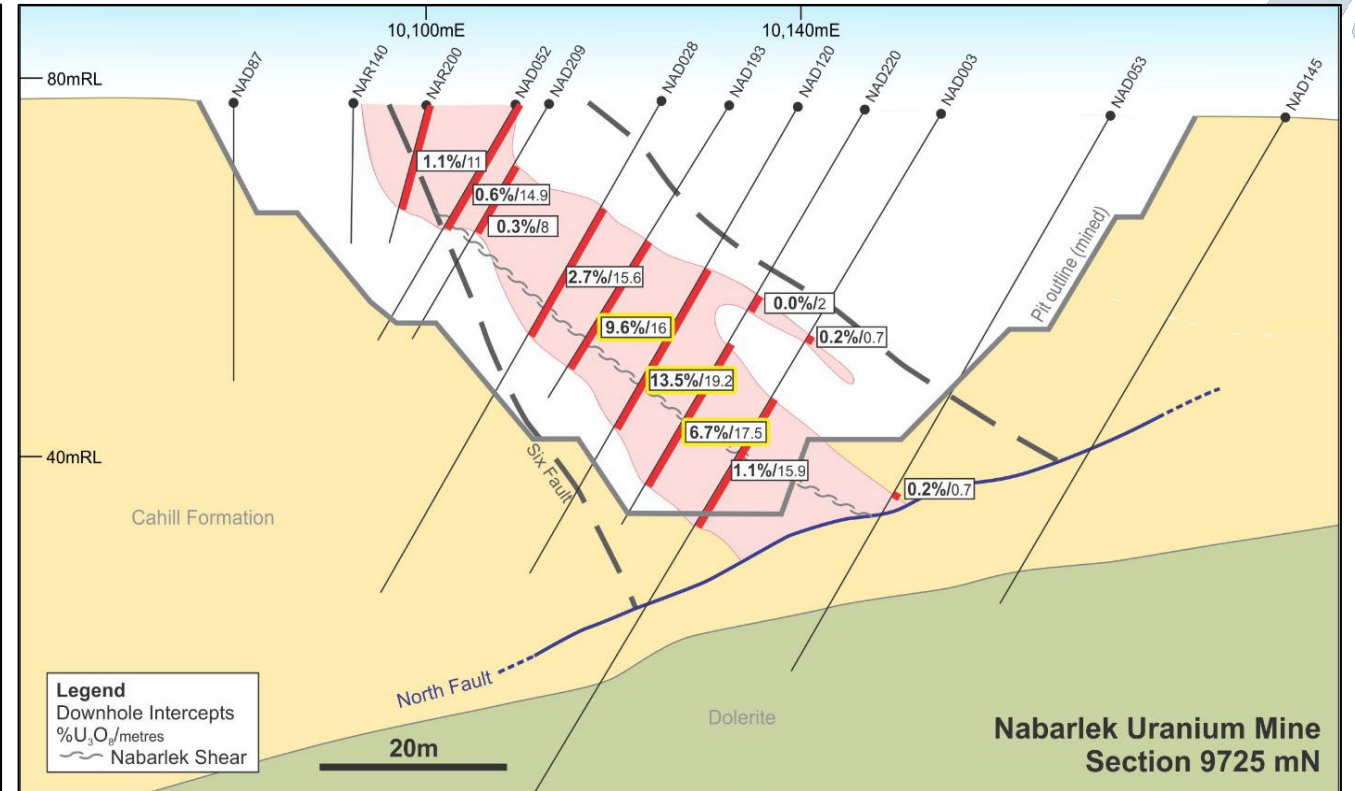 10,100mE
10,140mE
80mRL
NAD87
NAR140
NAR200
NAD052
NAD209
NAD028
NAD193
NAD120
NAD220
NAD003
NAD053
NAD145
1.1%/11
0.6%/14.9
0.3%/8
2.7%/15.6
9.6%/16
13.5%/19.2
6.7%/17.5
1.1%/15.9
0.0%/2
0.2%/0.7
0.2%/0.7
Pit outline (mined)
40mRL
Six Fault
Cahill Formation
North Fault
Dolerite
Legend
Downhole Intercepts
%U₃O₈/metres
Nabarlek Shear
20m
Nabarlek Uranium Mine
Section 9725 mN